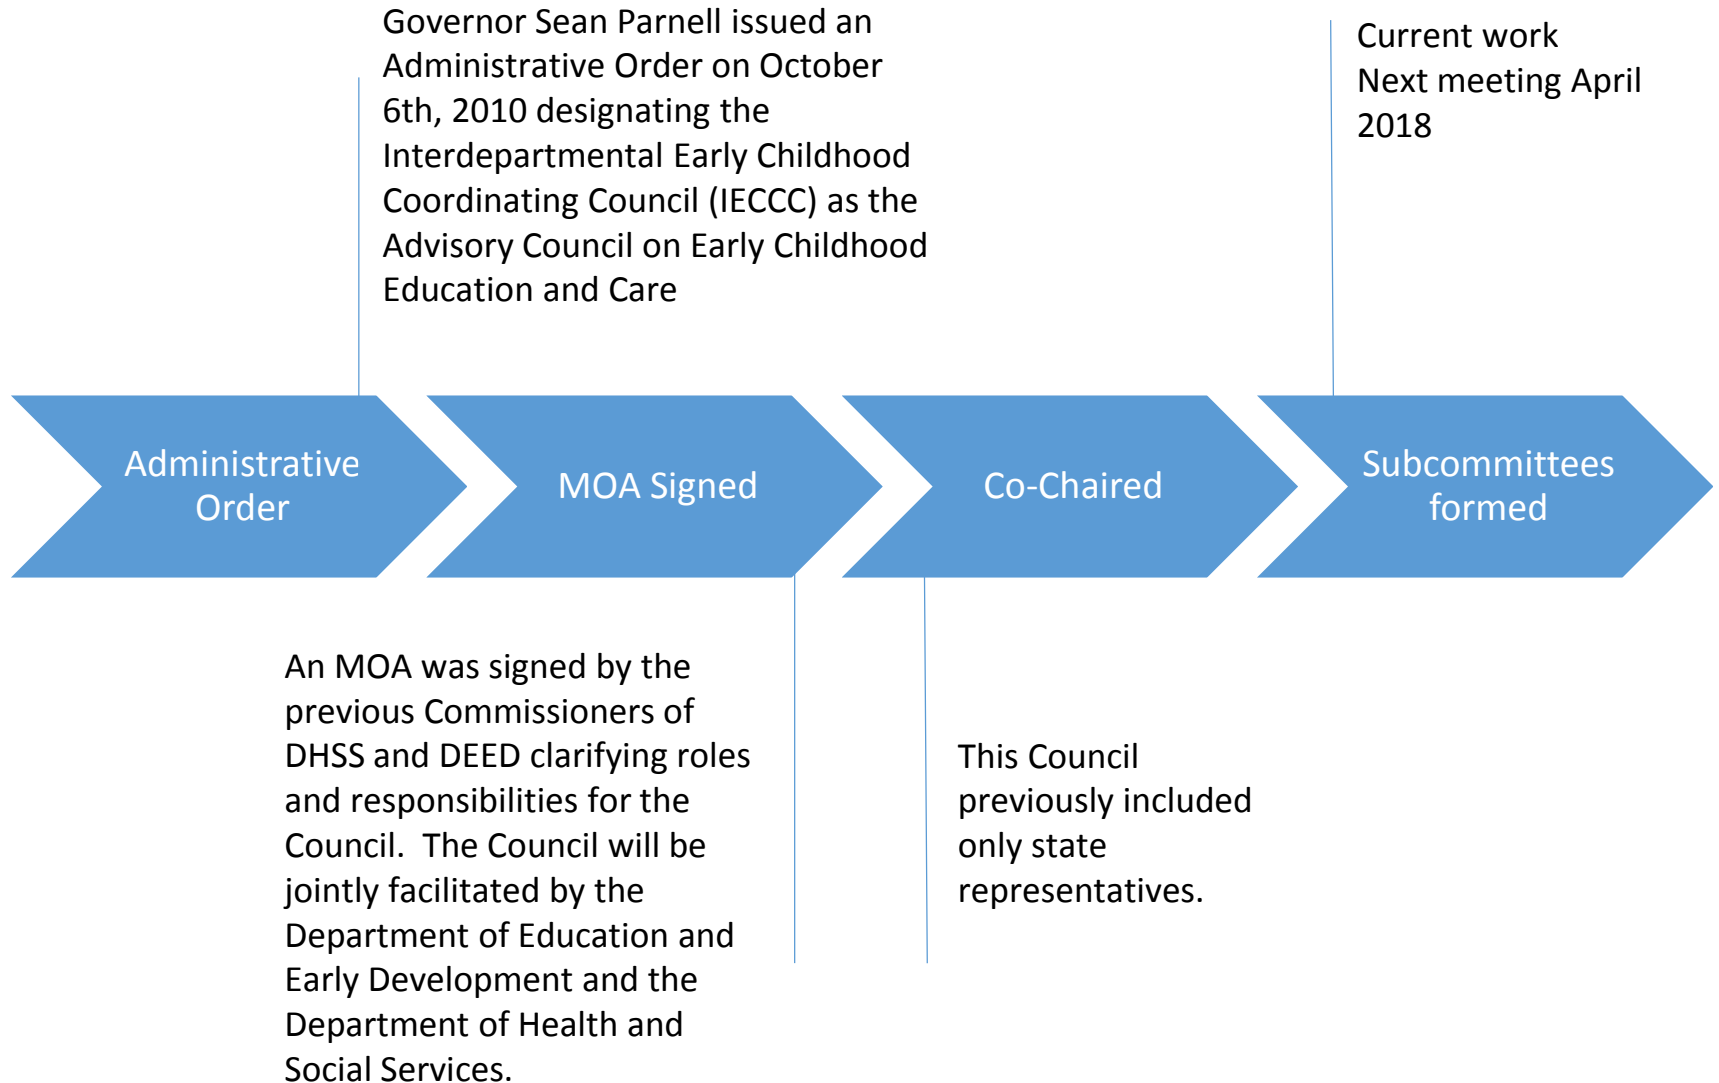 Governor Sean Parnell issued an
Administrative Order on October
6th, 2010 designating the
Interdepartmental Early Childhood
Coordinating Council (IECCC) as the
Advisory Council on Early Childhood
Education and Care
Current work
Next meeting April
2018
Administrative
Order
MOA Signed
Co-Chaired
Subcommittees
formed
An MOA was signed by the
previous Commissioners of
DHSS and DEED clarifying roles
and responsibilities for the
Council.  The Council will be
jointly facilitated by the
Department of Education and
Early Development and the
Department of Health and
Social Services.
This Council
previously included
only state
representatives.